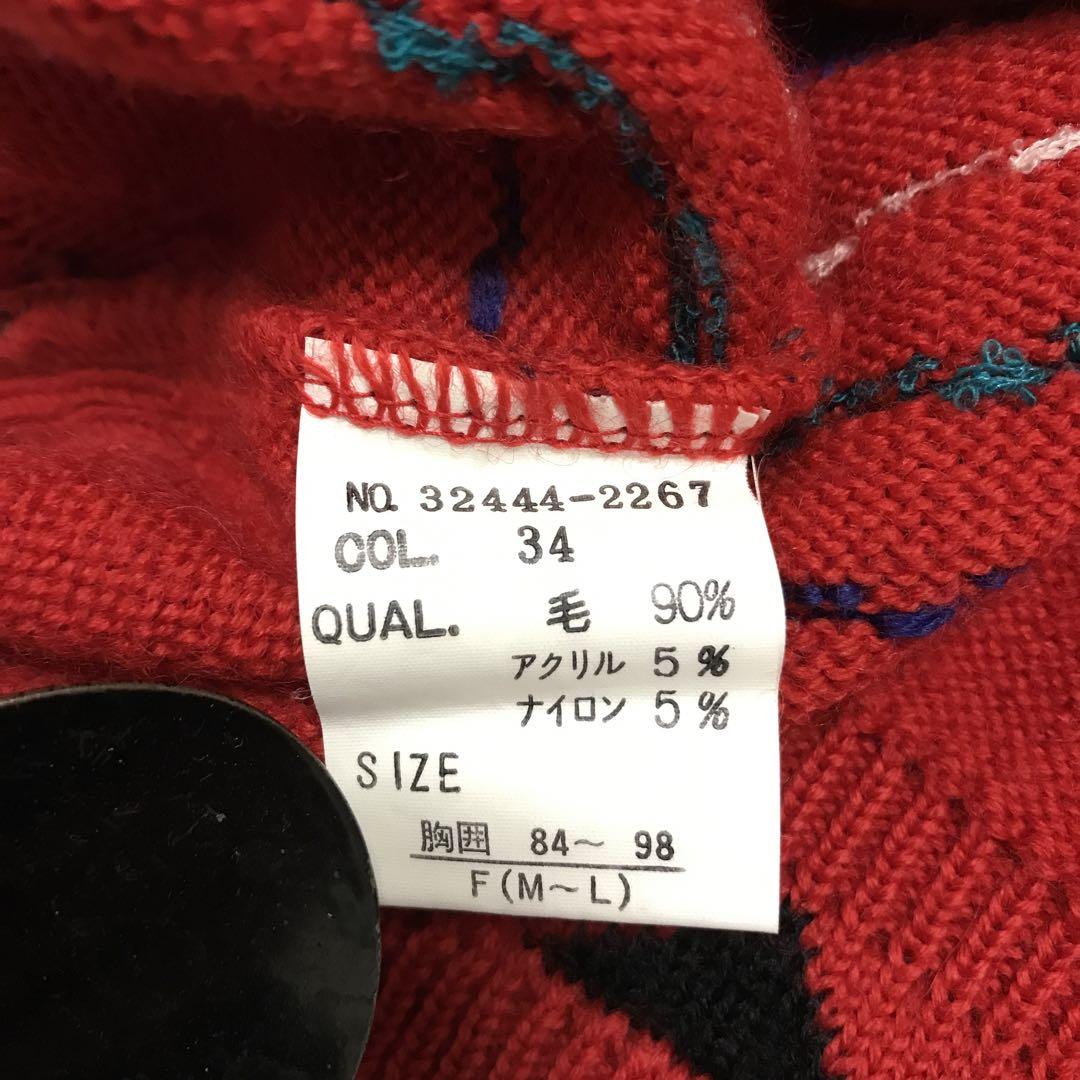 NO. 32444-2267
COL. 34
QUAL. 毛 90%
アクリル 5%
ナイロン 5%
SIZE
胸囲 84~ 98
F(M~L)